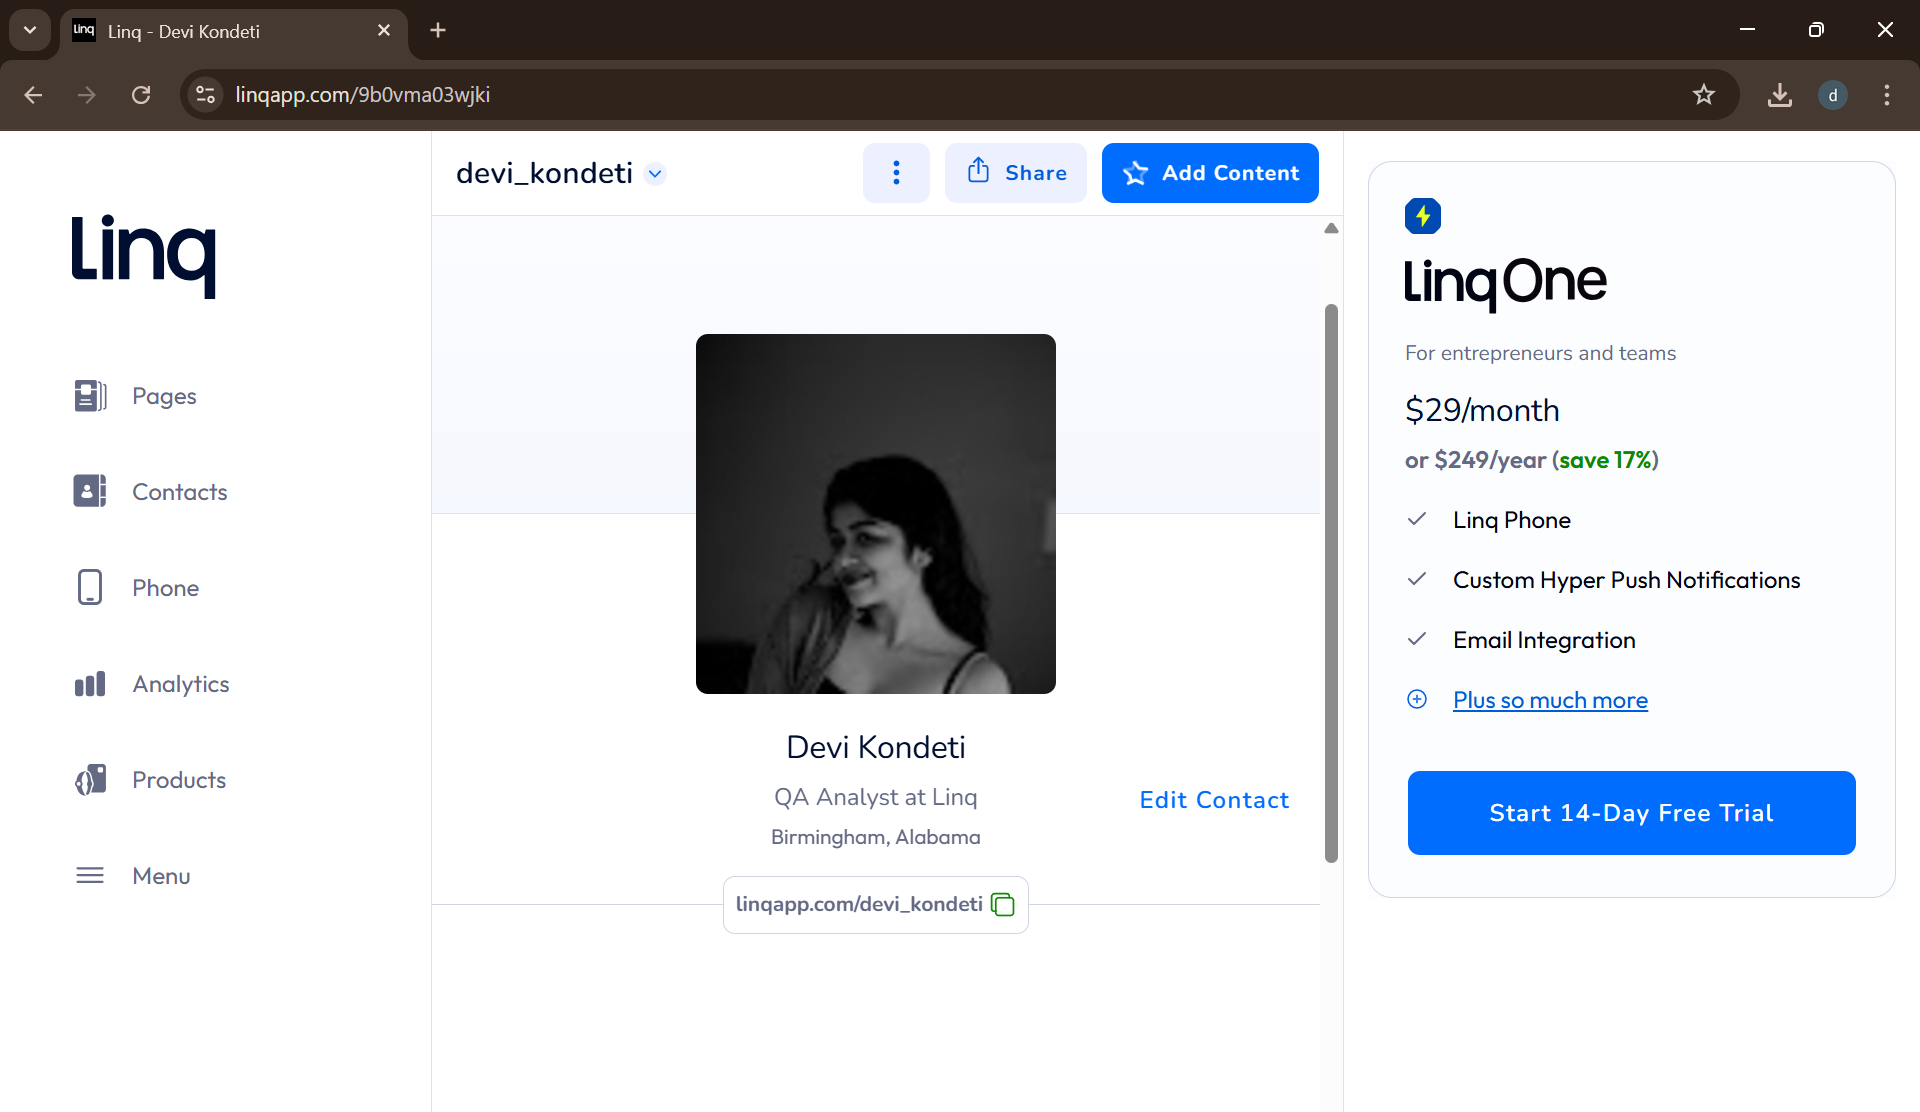 linq
Linq - Devi Kondeti
linqapp.com/9b0vma03wjki
d
linq
Pages
Contacts
Phone
Analytics
Products
Menu
devi_kondeti
Share
Add Content
Devi Kondeti
QA Analyst at Linq
Birmingham, Alabama
Edit Contact
linqapp.com/devi_kondeti
linq One
For entrepreneurs and teams
$29/month
or $249/year (save 17%)
Linq Phone
Custom Hyper Push Notifications
Email Integration
Plus so much more
Start 14-Day Free Trial